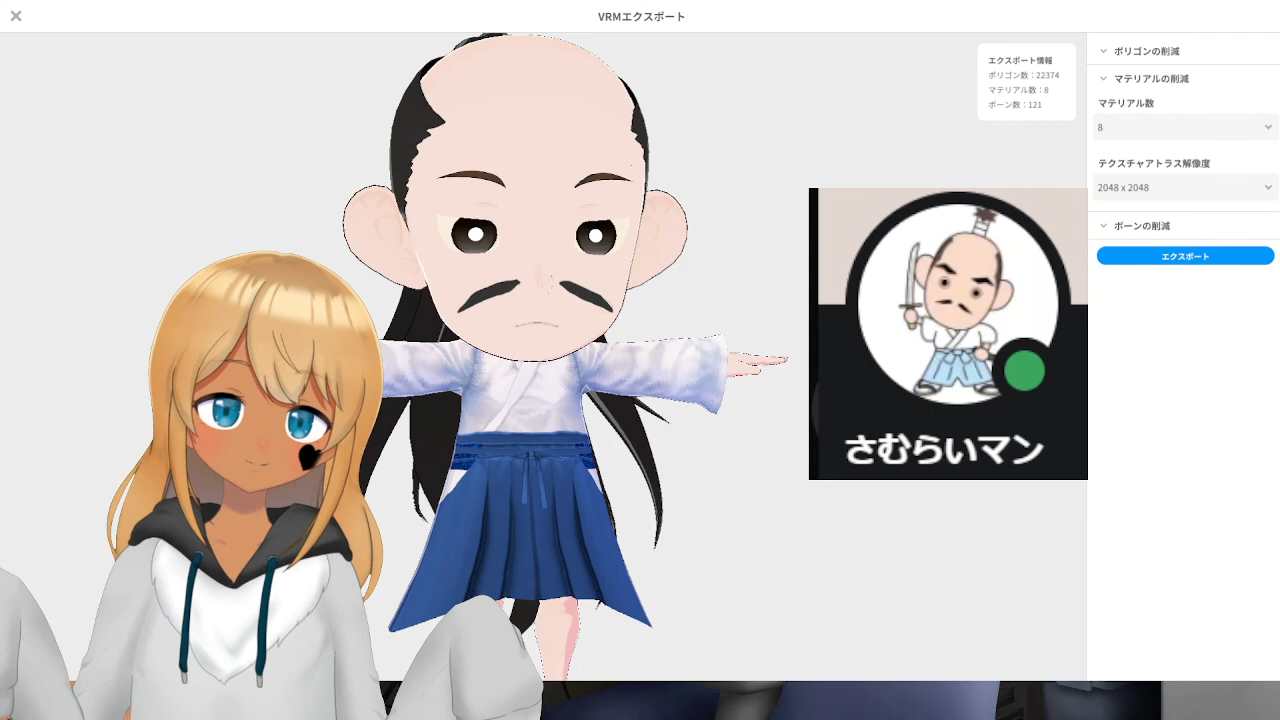 VRMエクスポート
エクスポート情報
ポリゴン数：22374
マテリアル数：8
ボーン数：121
ポリゴンの削減
マテリアルの削減
マテリアル数
8
テクスチャアトラス解像度
2048 x 2048
ボーンの削減
エクスポート
さむらいマン